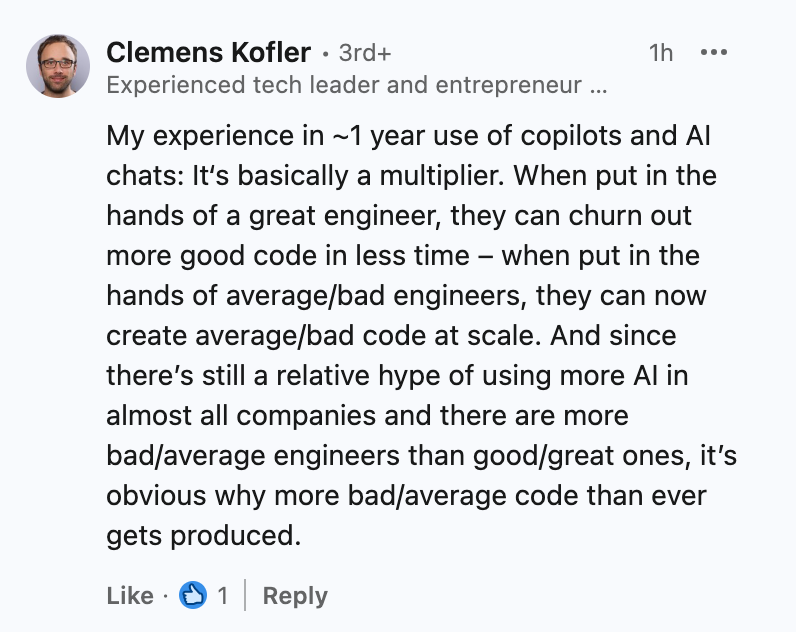 Clemens Kofler · 3rd+
1h •••
Experienced tech leader and entrepreneur ...
My experience in ~1 year use of copilots and AI
chats: It‘s basically a multiplier. When put in the
hands of a great engineer, they can churn out
more good code in less time – when put in the
hands of average/bad engineers, they can now
create average/bad code at scale. And since
there’s still a relative hype of using more AI in
almost all companies and there are more
bad/average engineers than good/great ones, it’s
obvious why more bad/average code than ever
gets produced.
Like · 1 | Reply